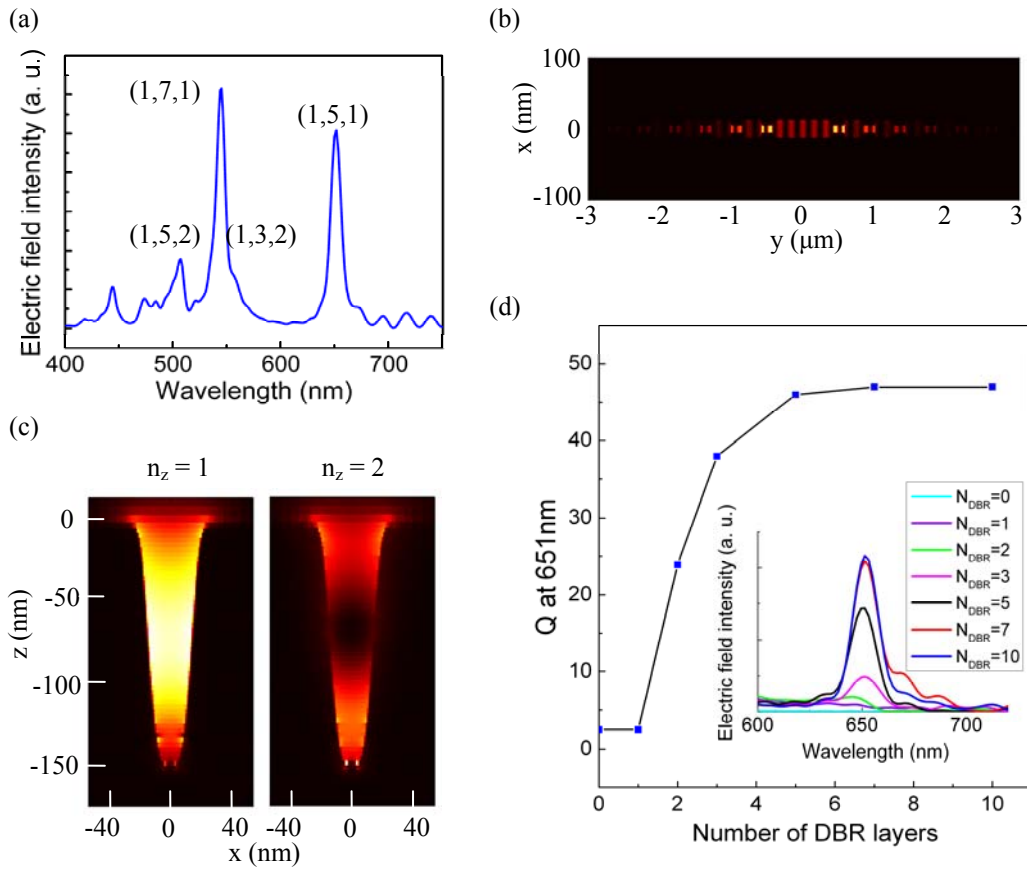 (a)
Electric field intensity (a. u.)
(1,7,1)
(1,5,1)
(1,5,2)
(1,3,2)
400 500 600 700
Wavelength (nm)
(b)
x (nm)
100
0
-100
-3 -2 -1 0 1 2 3
y (μm)
(c)
n_z = 1
n_z = 2
z (nm)
0
-50
-100
-150
-40 0 40
-40 0 40
x (nm)
(d)
Q at 651nm
50
40
30
20
10
0
0 2 4 6 8 10
Number of DBR layers
Electric field intensity (a. u.)
600 650 700
Wavelength (nm)
N_DBR=0
N_DBR=1
N_DBR=2
N_DBR=3
N_DBR=5
N_DBR=7
N_DBR=10